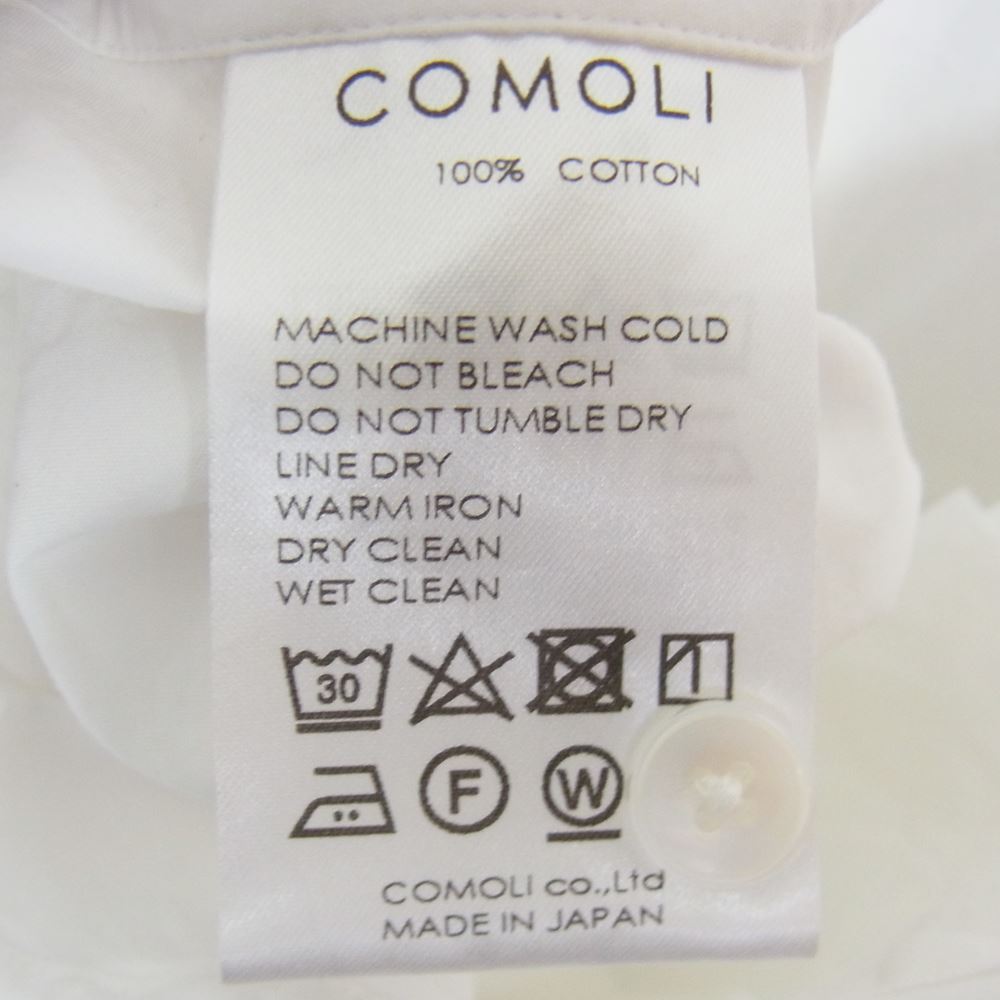 COMOLI
100% COTTON
MACHINE WASH COLD
DO NOT BLEACH
DO NOT TUMBLE DRY
LINE DRY
WARM IRON
DRY CLEAN
WET CLEAN
30
F W
COMOLI co.,Ltd
MADE IN JAPAN